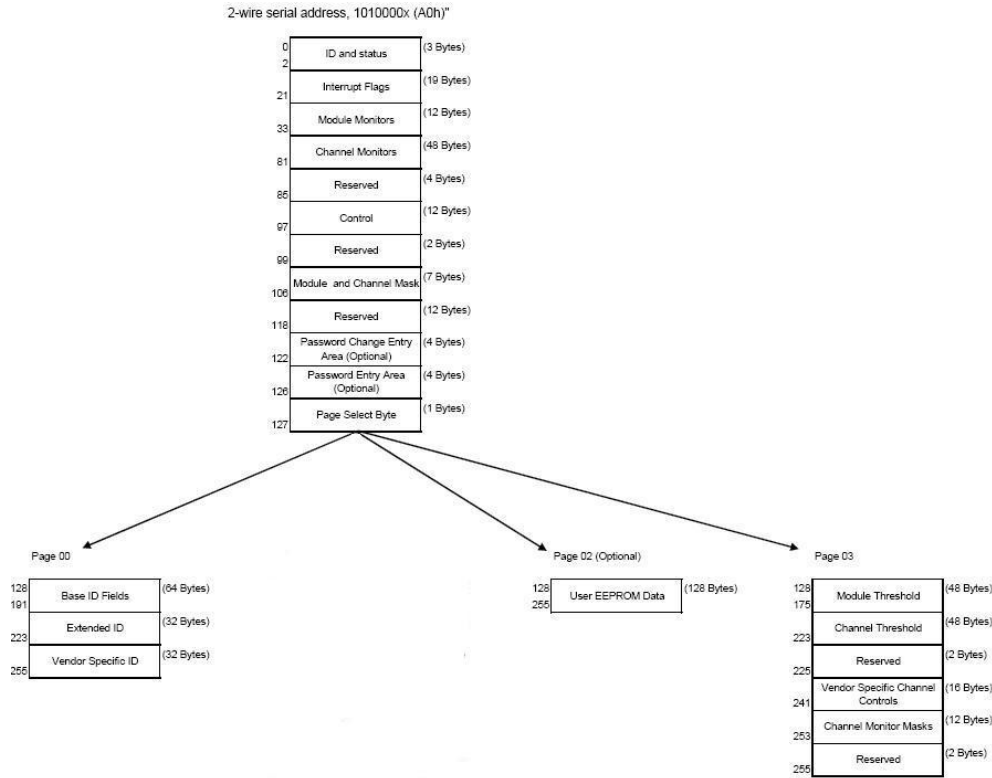 2-wire serial address, 1010000x (A0h)"
0
2
ID and status
(3 Bytes)
21
Interrupt Flags
(19 Bytes)
33
Module Monitors
(12 Bytes)
81
Channel Monitors
(48 Bytes)
85
Reserved
(4 Bytes)
97
Control
(12 Bytes)
99
Reserved
(2 Bytes)
106
Module and Channel Mask
(7 Bytes)
118
Reserved
(12 Bytes)
122
Password Change Entry
Area (Optional)
(4 Bytes)
126
Password Entry Area
(Optional)
(4 Bytes)
127
Page Select Byte
(1 Bytes)
Page 00
128
191
Base ID Fields
(64 Bytes)
223
Extended ID
(32 Bytes)
255
Vendor Specific ID
(32 Bytes)
Page 02 (Optional)
128
255
User EEPROM Data
(128 Bytes)
Page 03
128
175
Module Threshold
(48 Bytes)
223
Channel Threshold
(48 Bytes)
225
Reserved
(2 Bytes)
241
Vendor Specific Channel
Controls
(16 Bytes)
253
Channel Monitor Masks
(12 Bytes)
255
Reserved
(2 Bytes)